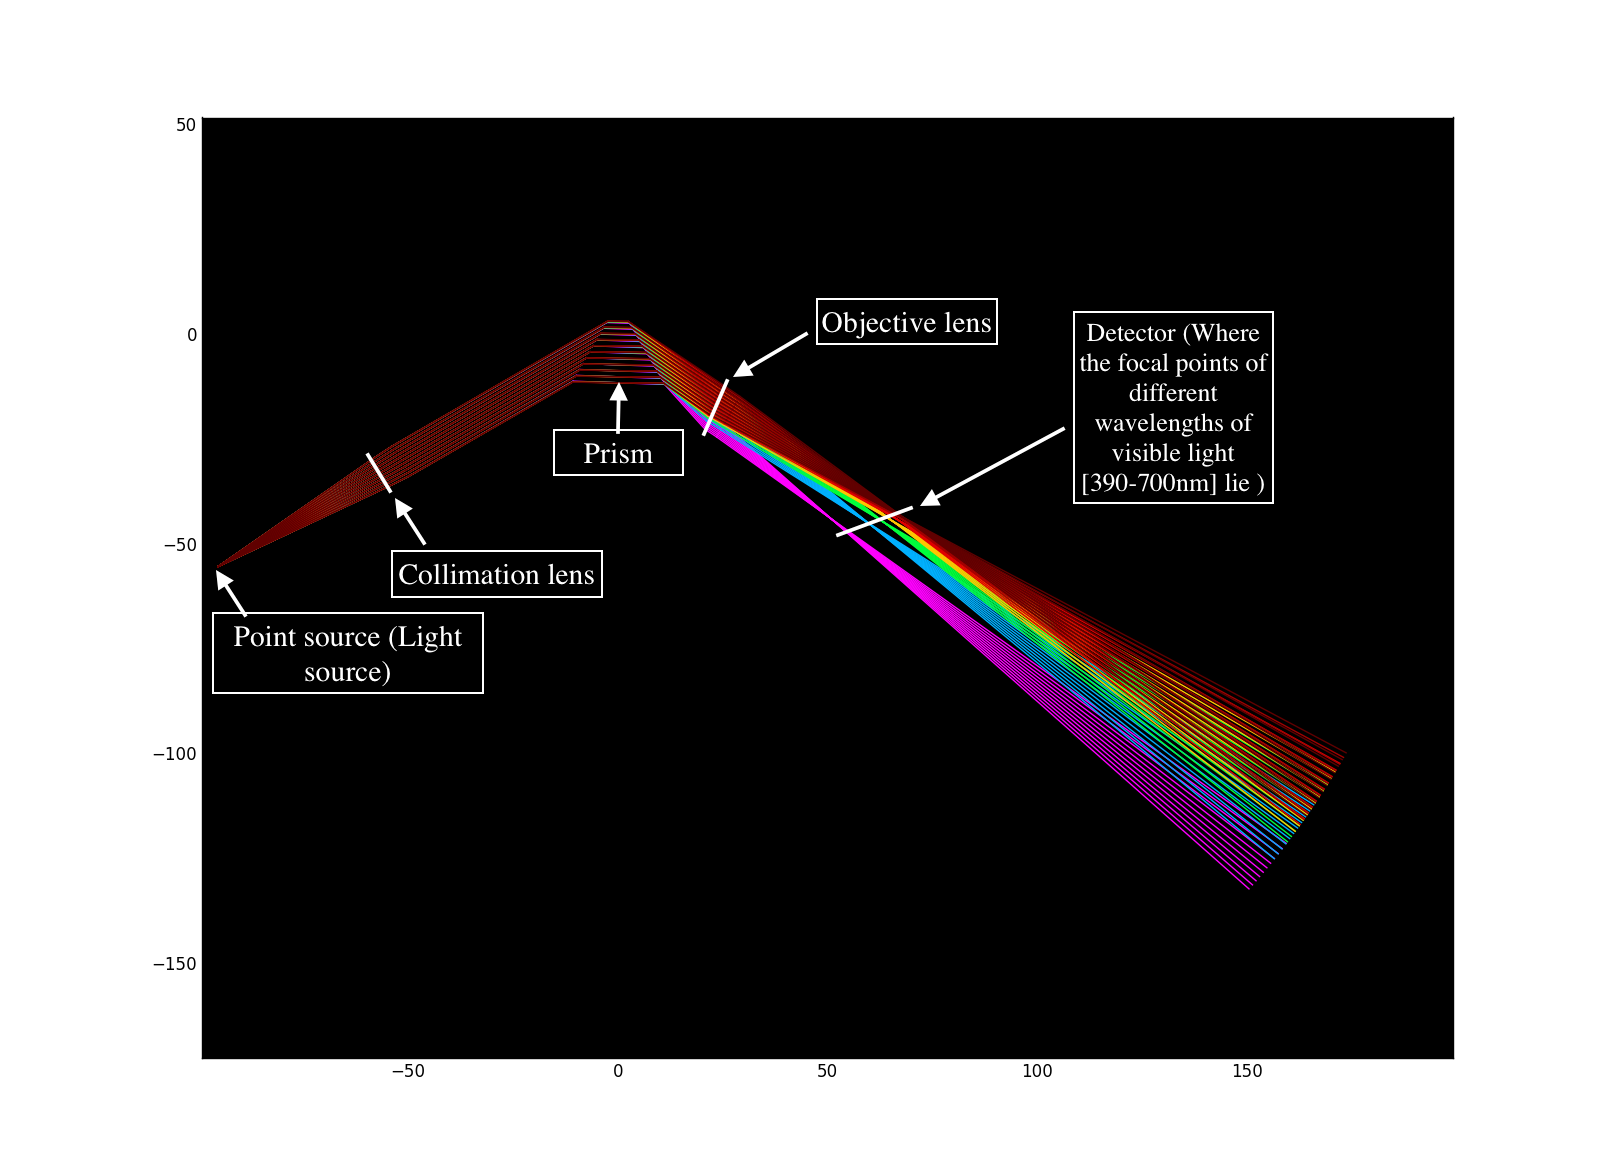 50
0
−50
−100
−150
−50
0
50
100
150
Objective lens
Detector (Where
the focal points of
different
wavelengths of
visible light
[390-700nm] lie )
Prism
Collimation lens
Point source (Light
source)